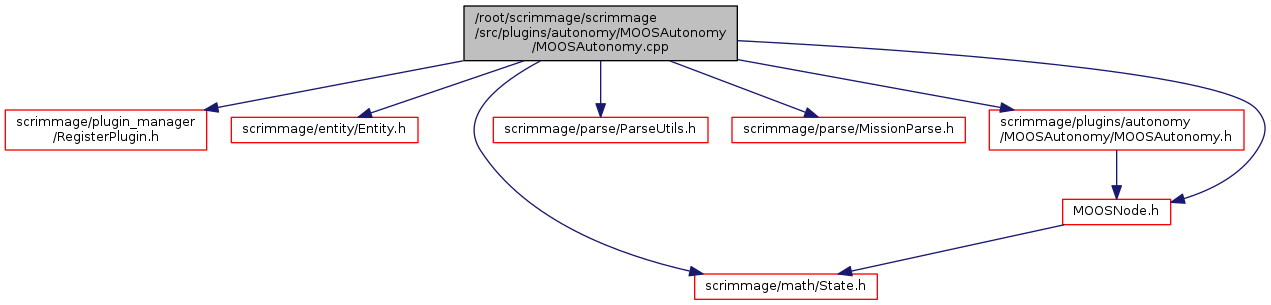 /root/scrimmage/scrimmage
/src/plugins/autonomy/MOOSAutonomy
/MOOSAutonomy.cpp
scrimmage/plugin_manager
/RegisterPlugin.h
scrimmage/entity/Entity.h
scrimmage/parse/ParseUtils.h
scrimmage/parse/MissionParse.h
scrimmage/plugins/autonomy
/MOOSAutonomy/MOOSAutonomy.h
MOOSNode.h
scrimmage/math/State.h